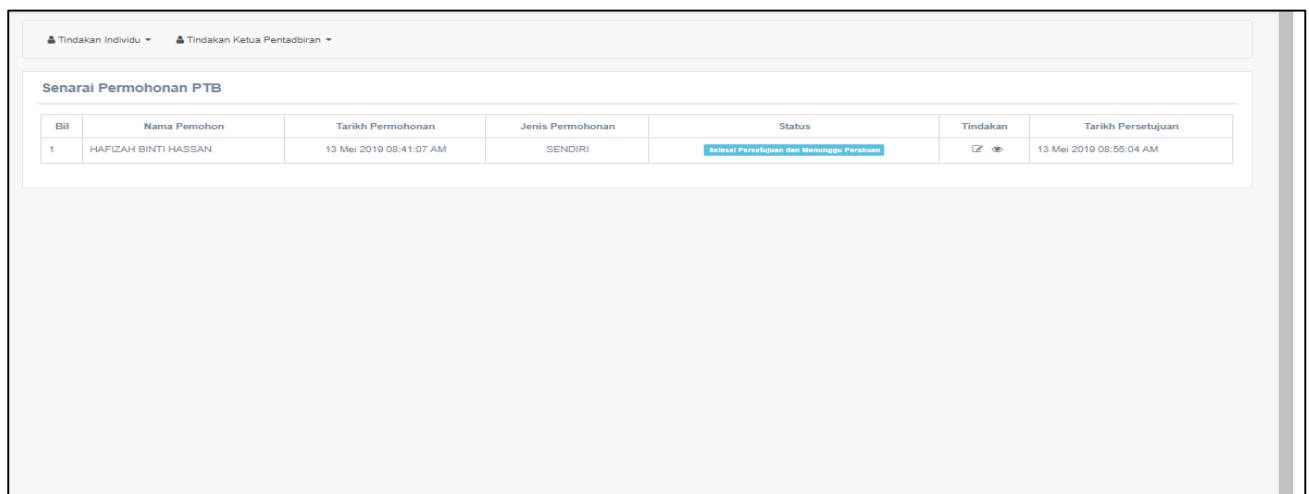 Tindakan Individu Tindakan Ketua Pentadbiran
Senarai Permohonan PTB
Bil Nama Pemohon Tarikh Permohonan Jenis Permohonan Status Tindakan Tarikh Persetujuan
1 HAFIZAH BINTI HASSAN 13 Mei 2019 08:41:07 AM SENDIRI Selesai Persetujuan dan Menunggu Perakuan 13 Mei 2019 08:55:04 AM